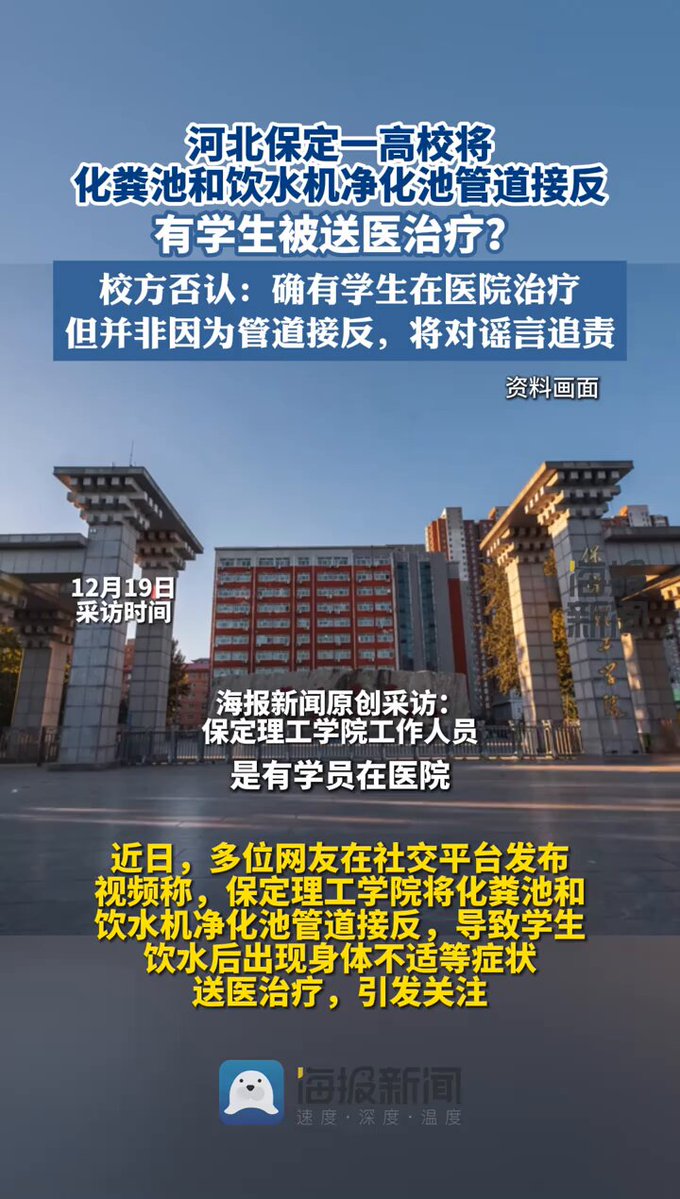 河北保定一高校将
化粪池和饮水机净化池管道接反
有学生被送医治疗？
校方否认：确有学生在医院治疗
但并非因为管道接反，将对谣言追责
资料画面
12月19日
采访时间
保
海报
新闻
工学院
海报新闻原创采访：
保定理工学院工作人员
是有学员在医院
近日，多位网友在社交平台发布
视频称，保定理工学院将化粪池和
饮水机净化池管道接反，导致学生
饮水后出现身体不适等症状
送医治疗，引发关注
海报新闻
速度·深度·温度